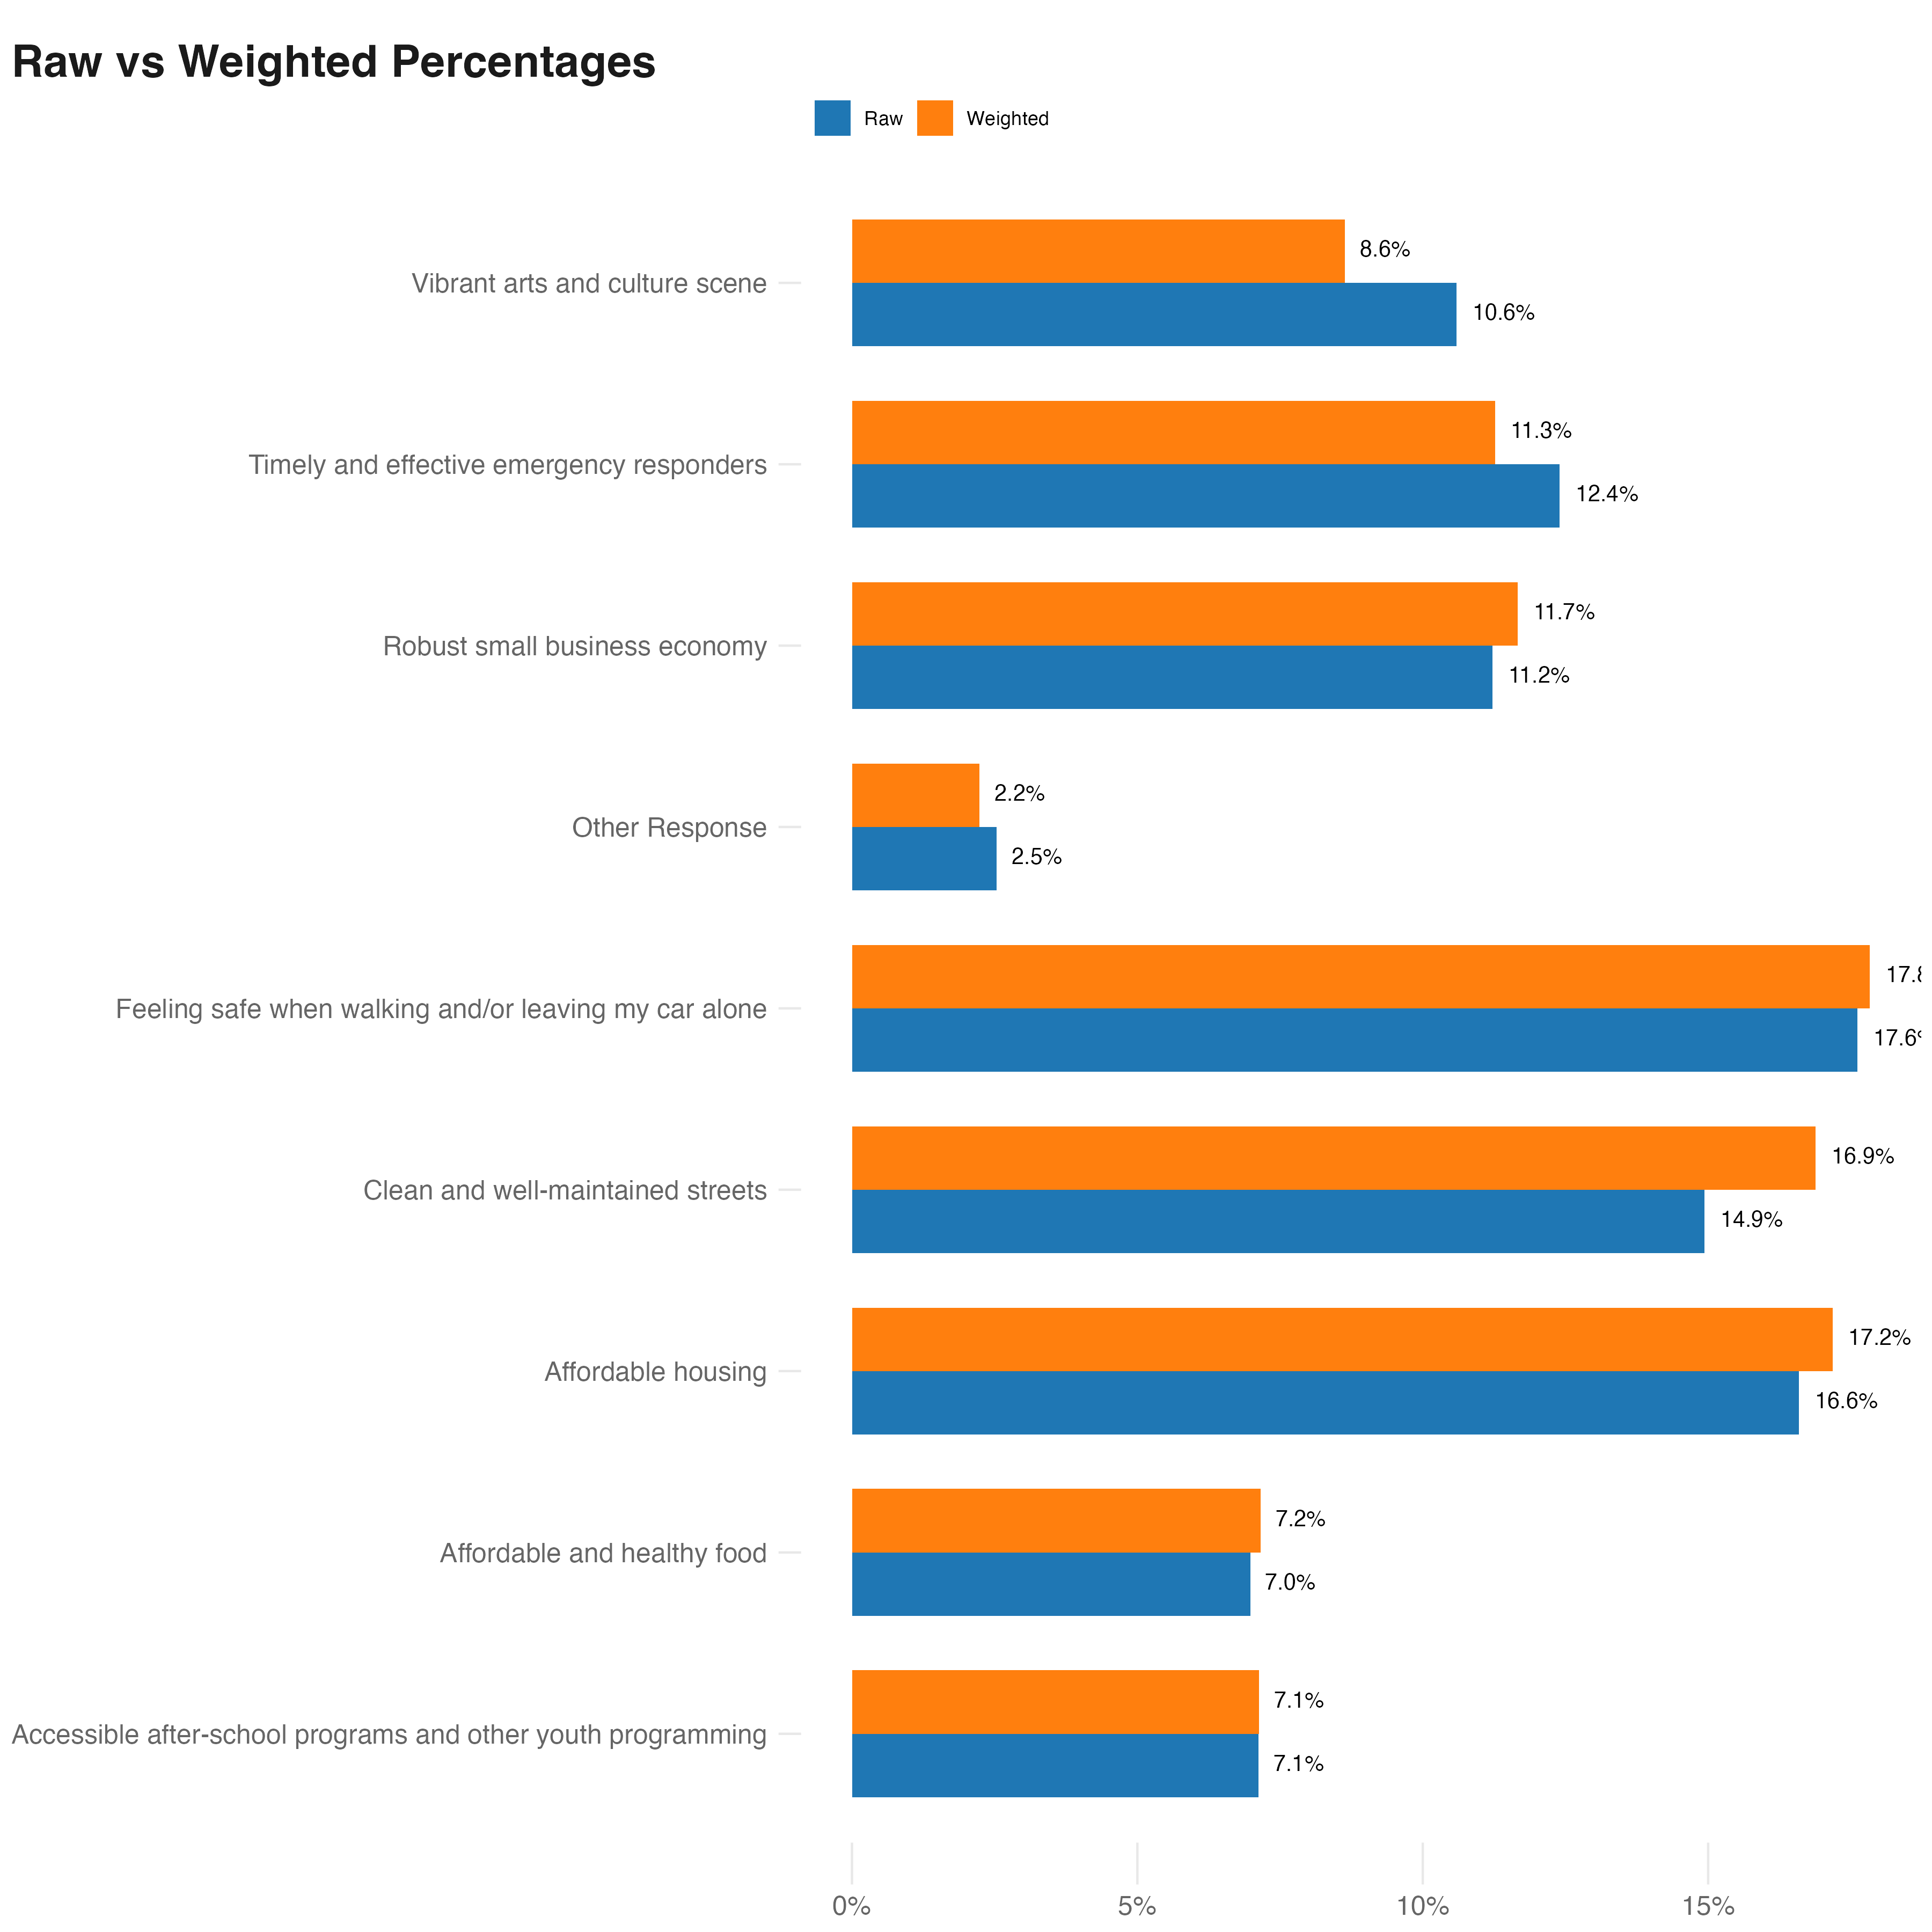 Raw vs Weighted Percentages
Raw Weighted
Vibrant arts and culture scene
8.6%
10.6%
Timely and effective emergency responders
11.3%
12.4%
Robust small business economy
11.7%
11.2%
Other Response
2.2%
2.5%
Feeling safe when walking and/or leaving my car alone
17.8
17.6%
Clean and well-maintained streets
16.9%
14.9%
Affordable housing
17.2%
16.6%
Affordable and healthy food
7.2%
7.0%
Accessible after-school programs and other youth programming
7.1%
7.1%
0% 5% 10% 15%